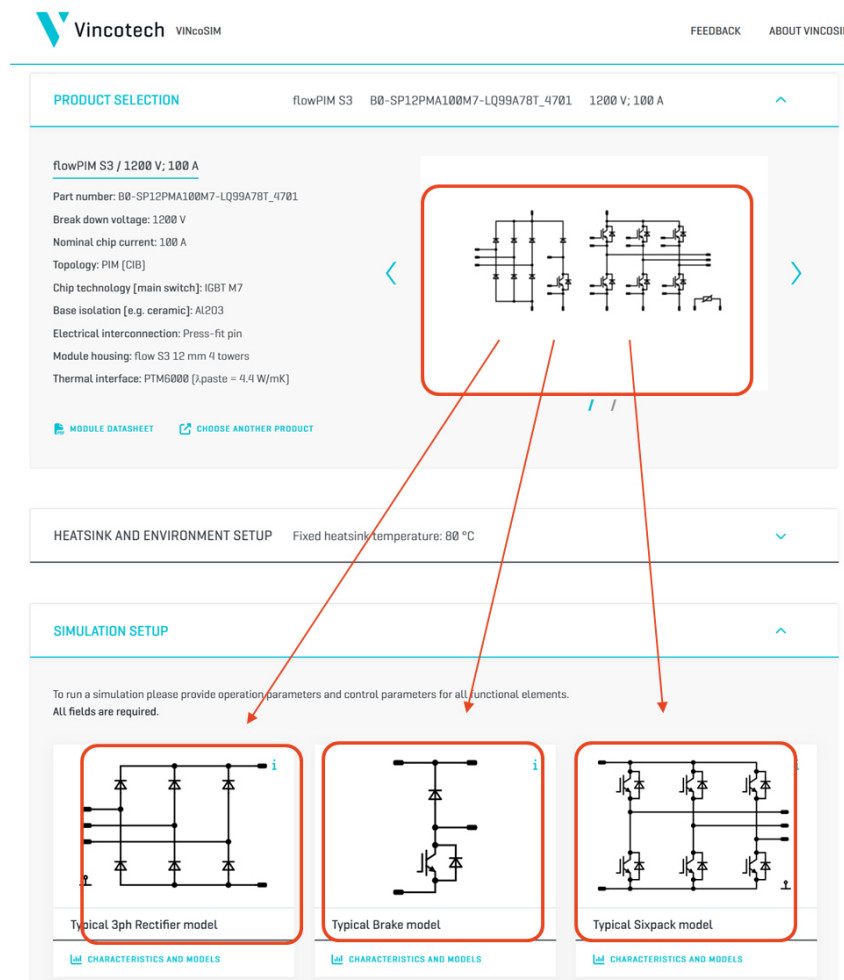 Vincotech VINcoSIM
FEEDBACK ABOUT VINCOSIM
PRODUCT SELECTION flowPIM S3 B0-SP12PMA100M7-LQ99A78T_4701 1200 V; 100 A
flowPIM S3 / 1200 V; 100 A
Part number: B0-SP12PMA100M7-LQ99A78T_4701
Break down voltage: 1200 V
Nominal chip current: 100 A
Topology: PIM (CIB)
Chip technology [main switch]: IGBT M7
Base isolation [e.g. ceramic]: Al2O3
Electrical interconnection: Press-fit pin
Module housing: flow S3 12 mm 4 towers
Thermal interface: PTM6000 [λpaste = 4.4 W/mK]
MODULE DATASHEET CHOOSE ANOTHER PRODUCT
HEATSINK AND ENVIRONMENT SETUP Fixed heatsink temperature: 80 °C
SIMULATION SETUP
To run a simulation please provide operation parameters and control parameters for all functional elements.
All fields are required.
Typical 3ph Rectifier model
CHARACTERISTICS AND MODELS
Typical Brake model
CHARACTERISTICS AND MODELS
Typical Sixpack model
CHARACTERISTICS AND MODELS